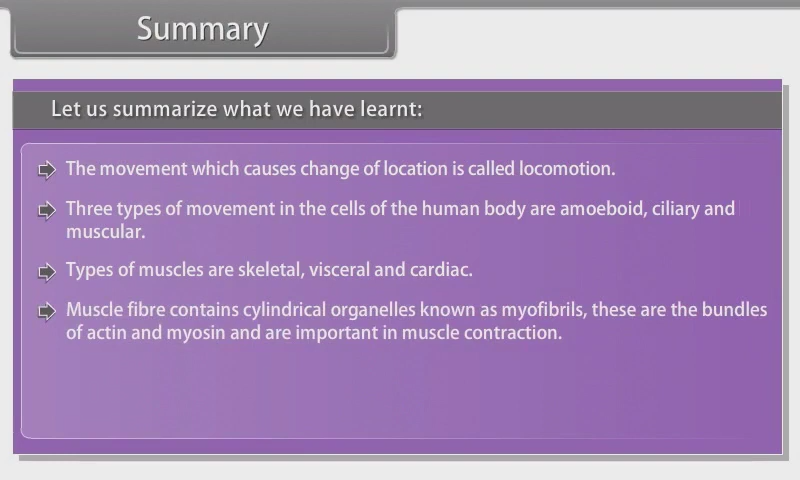 Summary
Let us summarize what we have learnt:
The movement which causes change of location is called locomotion.
Three types of movement in the cells of the human body are amoeboid, ciliary and
muscular.
Types of muscles are skeletal, visceral and cardiac.
Muscle fibre contains cylindrical organelles known as myofibrils, these are the bundles
of actin and myosin and are important in muscle contraction.